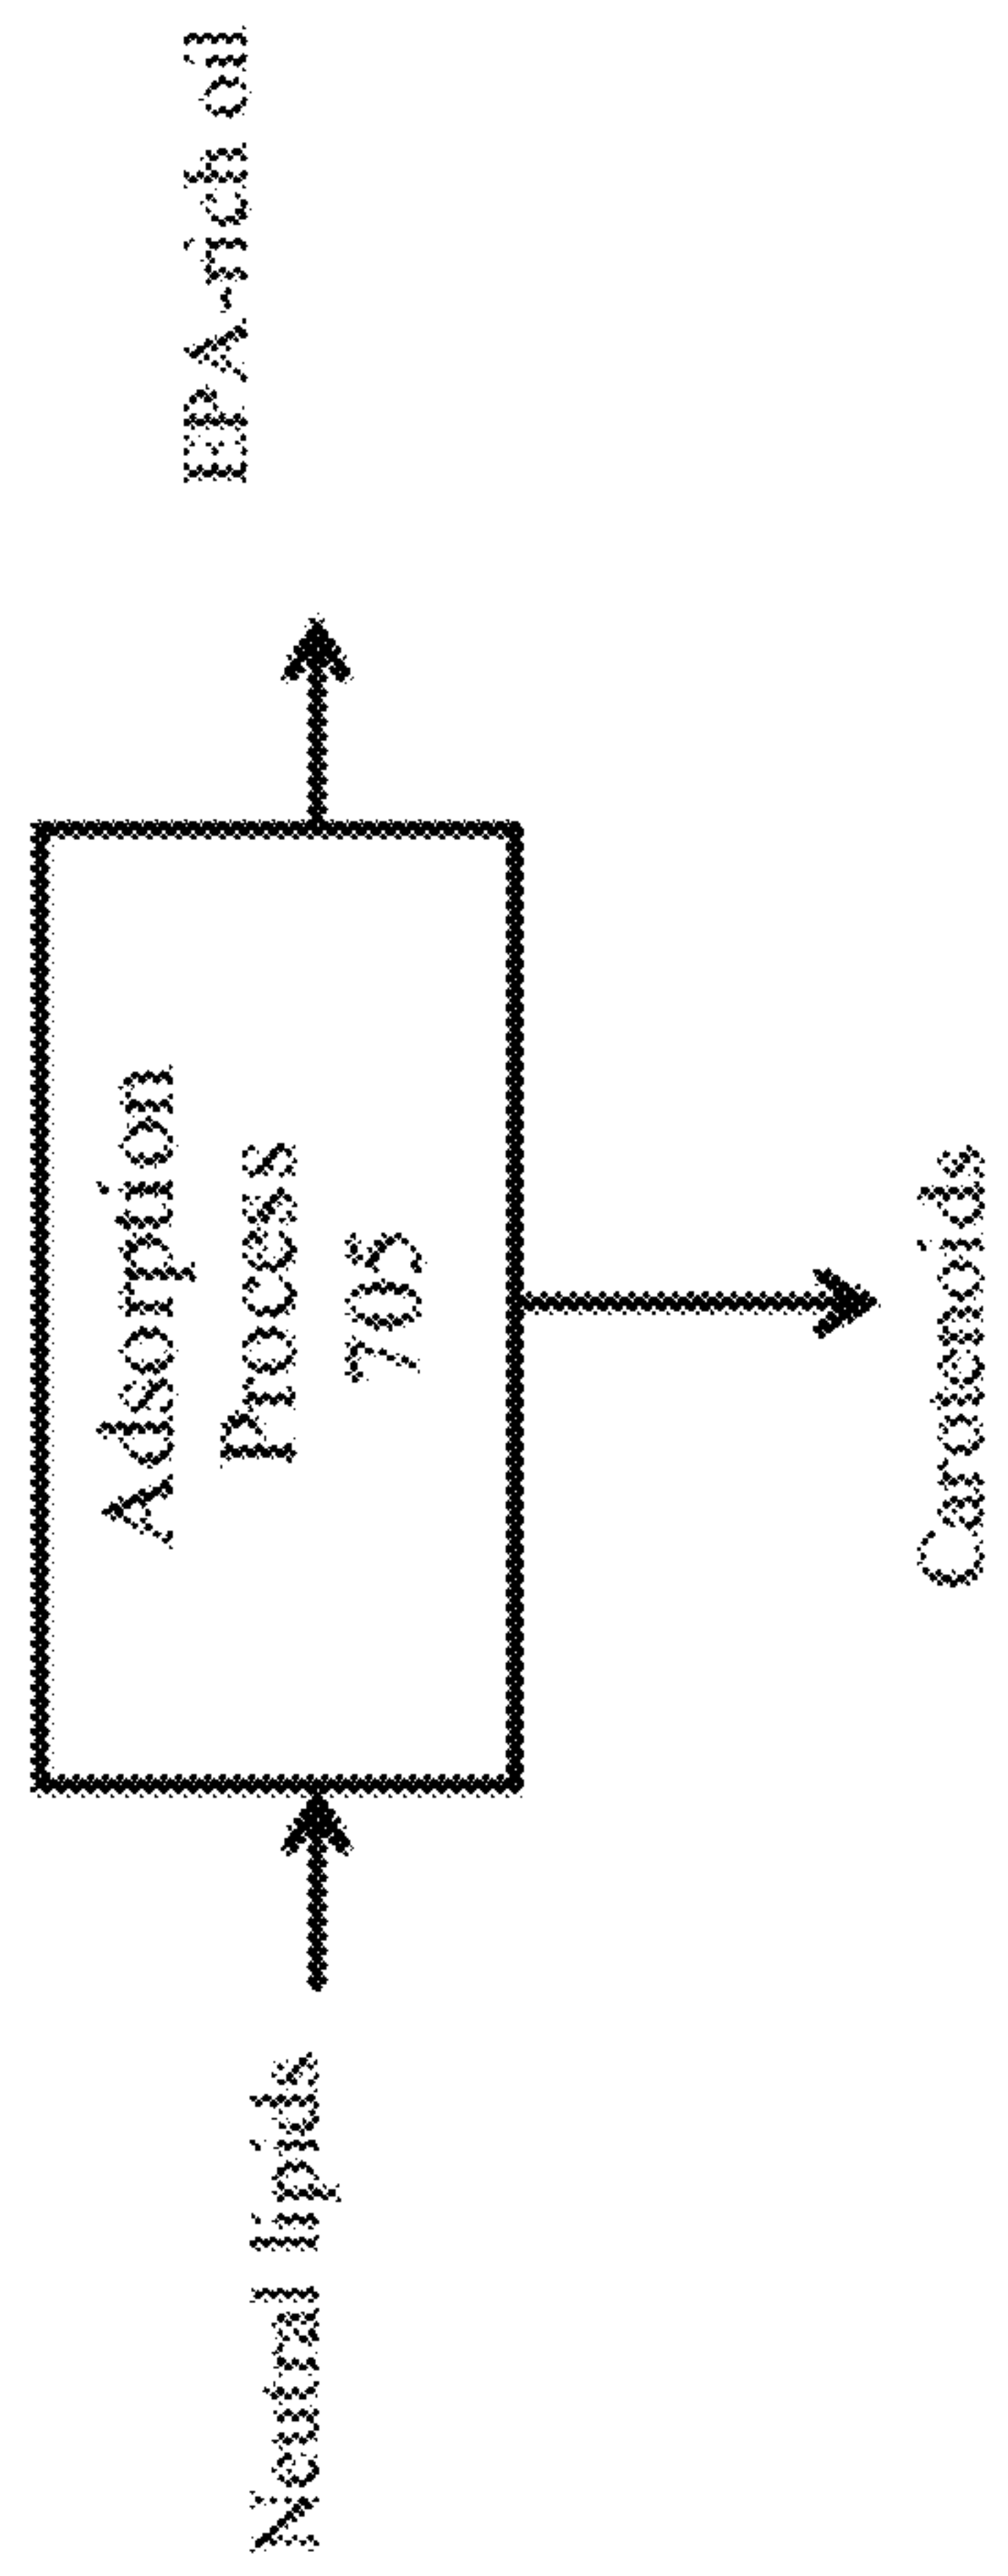 Neutral lipids
Adsorption
Process
705
EPA-rich oil
Carotenoids